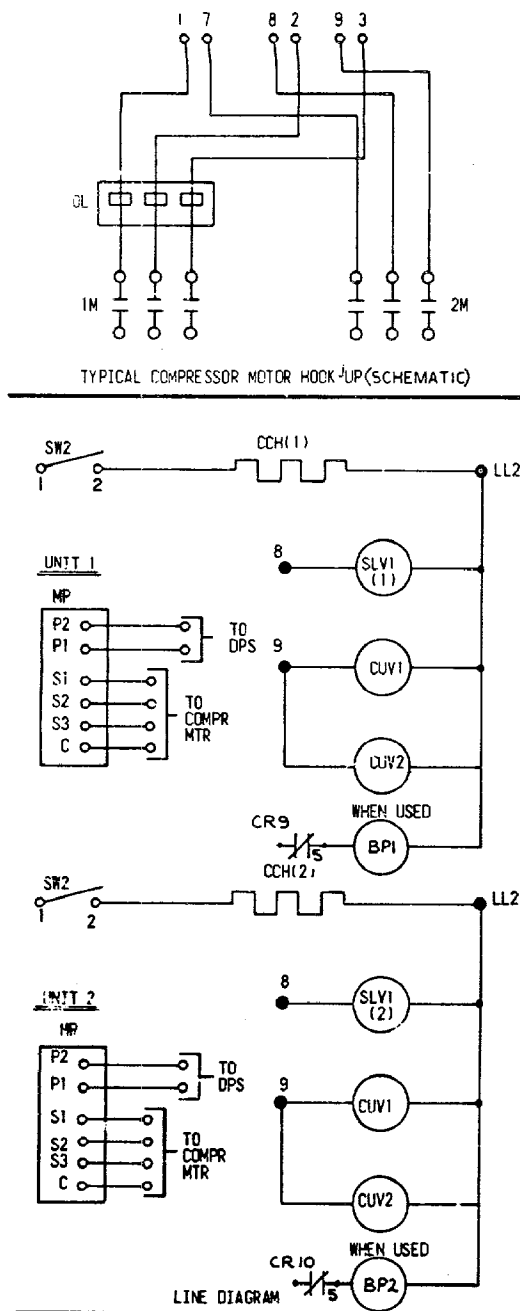 1 7 8 2 9 3
OL
1M
2M
TYPICAL COMPRESSOR MOTOR HOOK-UP (SCHEMATIC)
SW2
1 2
CCH(1)
LL2
UNIT 1
MP
P2
P1
TO
DPS
S1
S2
S3
C
TO
COMPR
MTR
8
SLV1
(1)
9
CUV1
CUV2
WHEN USED
CR9
5
BP1
CCH(2)
SW2
1 2
LL2
UNIT 2
MP
P2
P1
TO
DPS
S1
S2
S3
C
TO
COMPR
MTR
8
SLV1
(2)
9
CUV1
CUV2
WHEN USED
CR10
5
BP2
LINE DIAGRAM